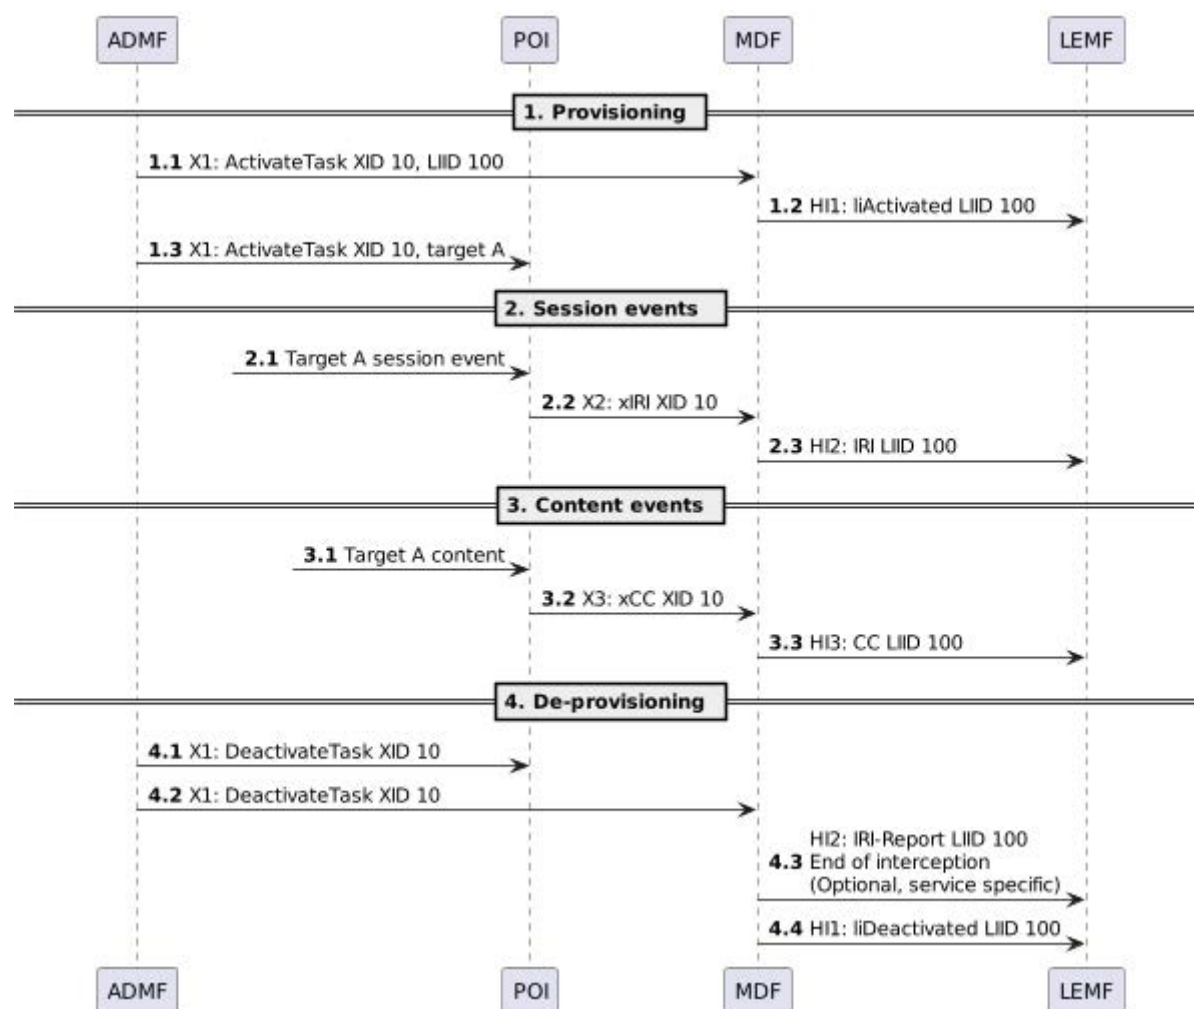 ADMF POI MDF LEMF
1. Provisioning
1.1 X1: ActivateTask XID 10, LIID 100
1.2 HI1: liActivated LIID 100
1.3 X1: ActivateTask XID 10, target A
2. Session events
2.1 Target A session event
2.2 X2: xIRI XID 10
2.3 HI2: IRI LIID 100
3. Content events
3.1 Target A content
3.2 X3: xCC XID 10
3.3 HI3: CC LIID 100
4. De-provisioning
4.1 X1: DeactivateTask XID 10
4.2 X1: DeactivateTask XID 10
HI2: IRI-Report LIID 100
4.3 End of interception
(Optional, service specific)
4.4 HI1: liDeactivated LIID 100
ADMF POI MDF LEMF